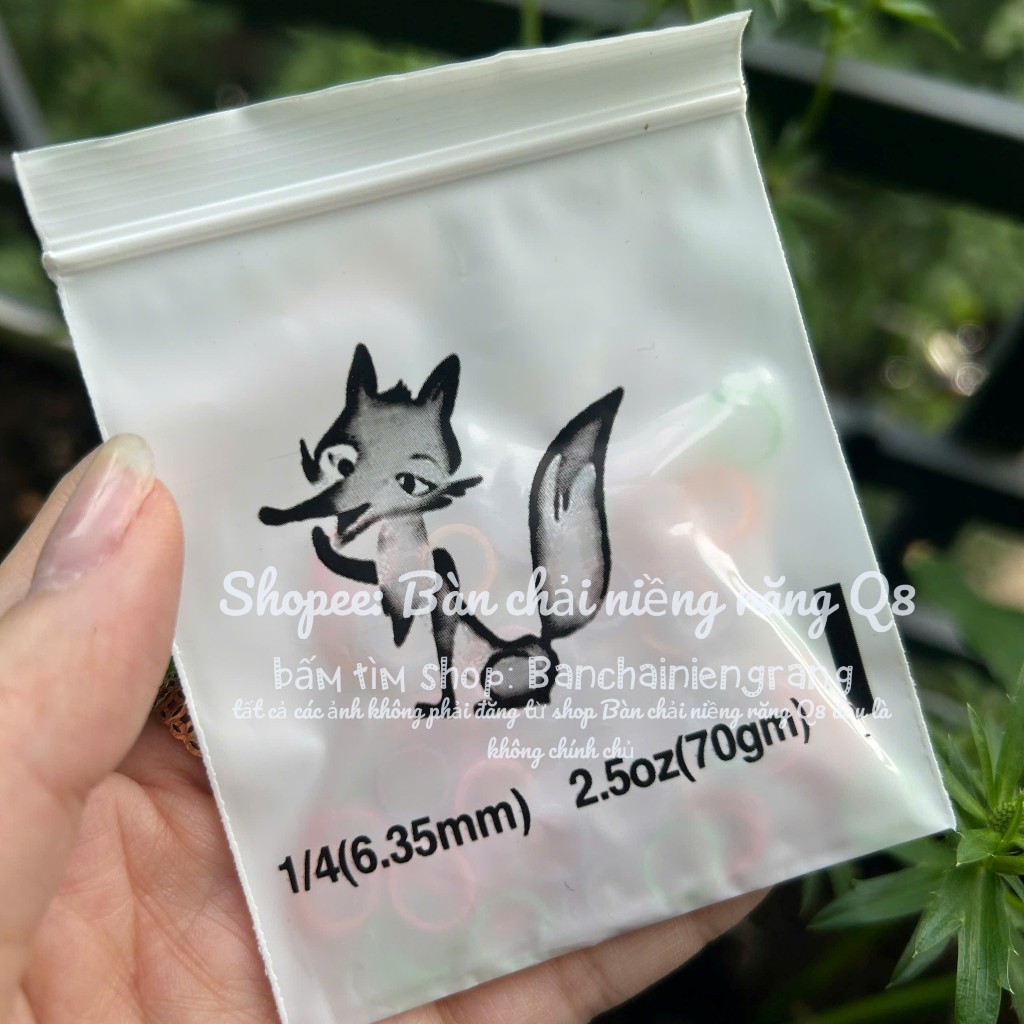 Shopee: Bàn chải niềng răng Q8
bấm tìm shop: Banchainiengrang
tất cả các ảnh không phải đăng từ shop Bàn chải niềng răng Q8 đều là
không chính chủ
1/4(6.35mm) 2.5oz(70gm)